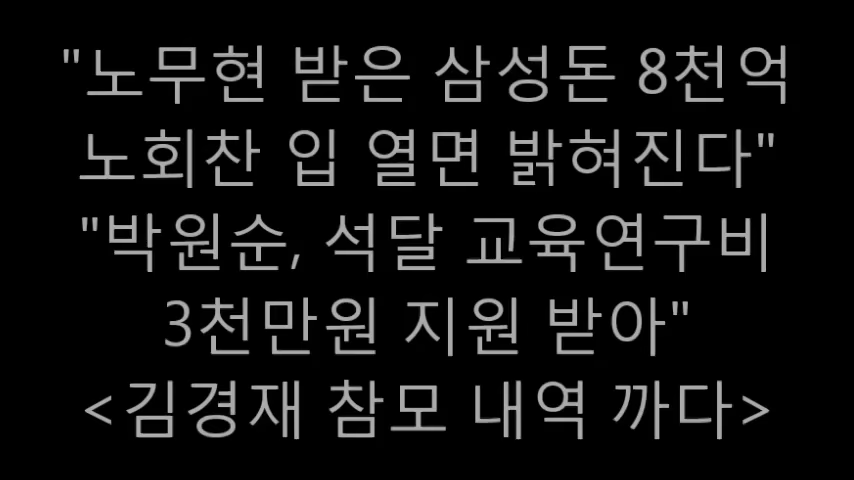 "노무현 받은 삼성돈 8천억
노회찬 입 열면 밝혀진다"
"박원순, 석달 교육연구비
3천만원 지원 받아"
<김경재 참모 내역 까다>